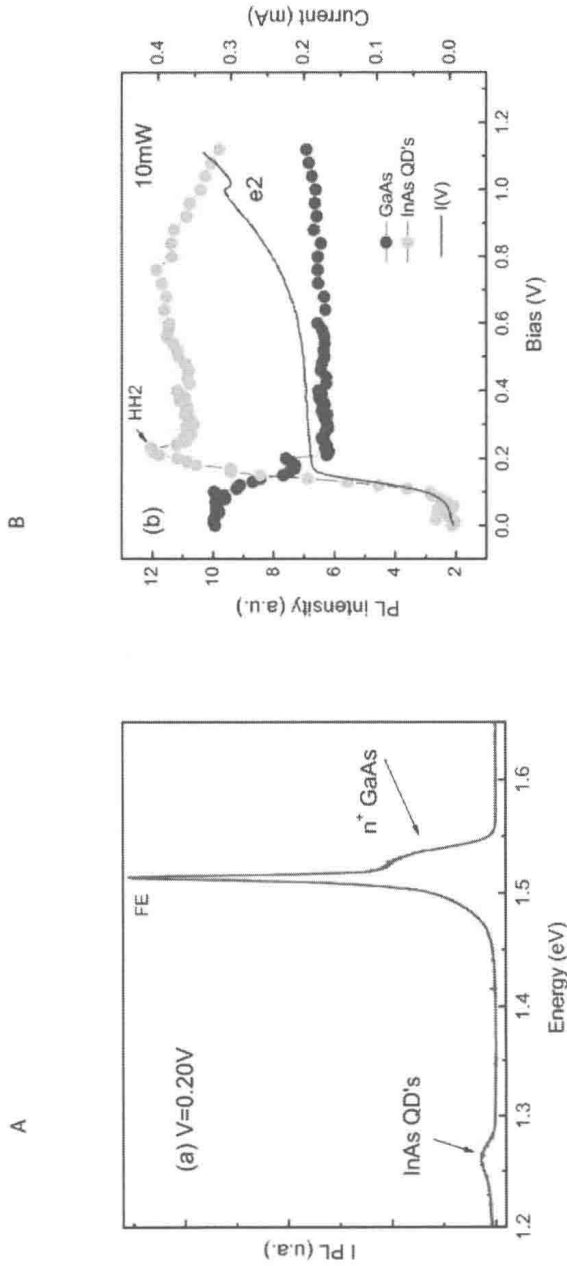 A
(a) V=0.20V
FE
n⁺ GaAs
InAs QD's
I PL (u.a.)
1.2 1.3 1.4 1.5 1.6
Energy (eV)
B
(b)
10mW
HH2
e2
GaAs
InAs QD's
I(V)
PL intensity (a.u.)
12
10
8
6
4
2
Current (mA)
0.4
0.3
0.2
0.1
0.0
0.0 0.2 0.4 0.6 0.8 1.0 1.2
Bias (V)